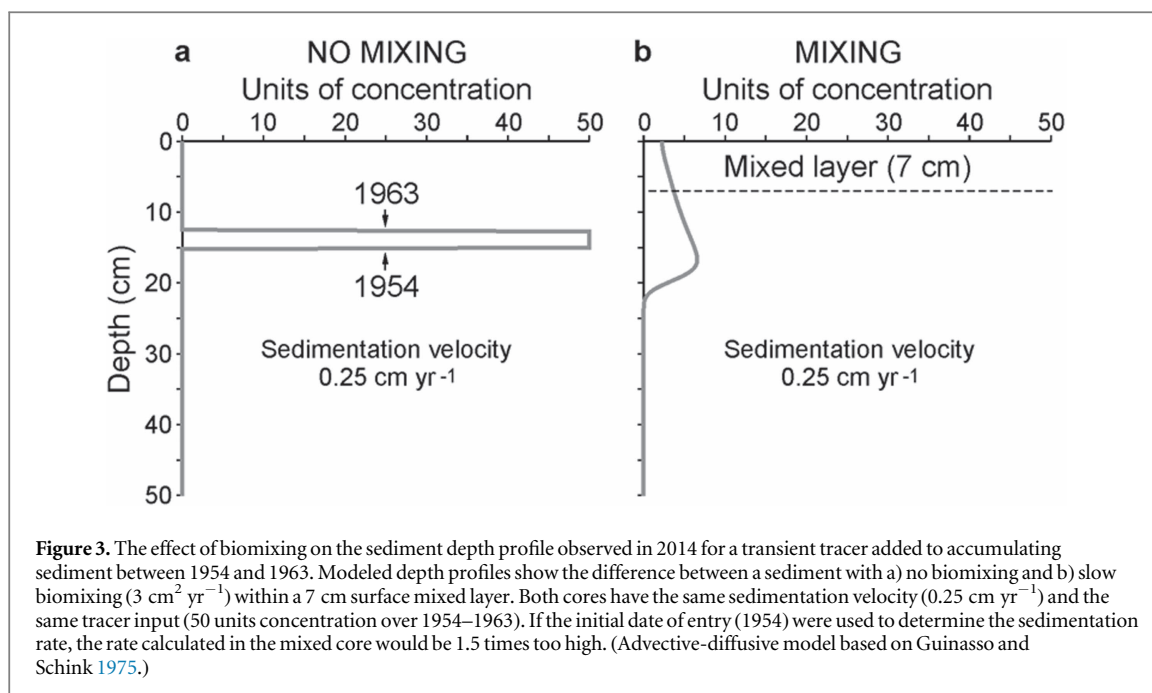 a NO MIXING
Units of concentration
0 10 20 30 40 50
0
10
20
30
40
50
Depth (cm)
1963
1954
Sedimentation velocity
0.25 cm yr-1
b MIXING
Units of concentration
0 10 20 30 40 50
Mixed layer (7 cm)
Sedimentation velocity
0.25 cm yr-1
Figure 3. The effect of biomixing on the sediment depth profile observed in 2014 for a transient tracer added to accumulating
sediment between 1954 and 1963. Modeled depth profiles show the difference between a sediment with a) no biomixing and b) slow
biomixing (3 cm² yr⁻¹) within a 7 cm surface mixed layer. Both cores have the same sedimentation velocity (0.25 cm yr⁻¹) and the
same tracer input (50 units concentration over 1954–1963). If the initial date of entry (1954) were used to determine the sedimentation
rate, the rate calculated in the mixed core would be 1.5 times too high. (Advective-diffusive model based on Guinasso and
Schink 1975.)